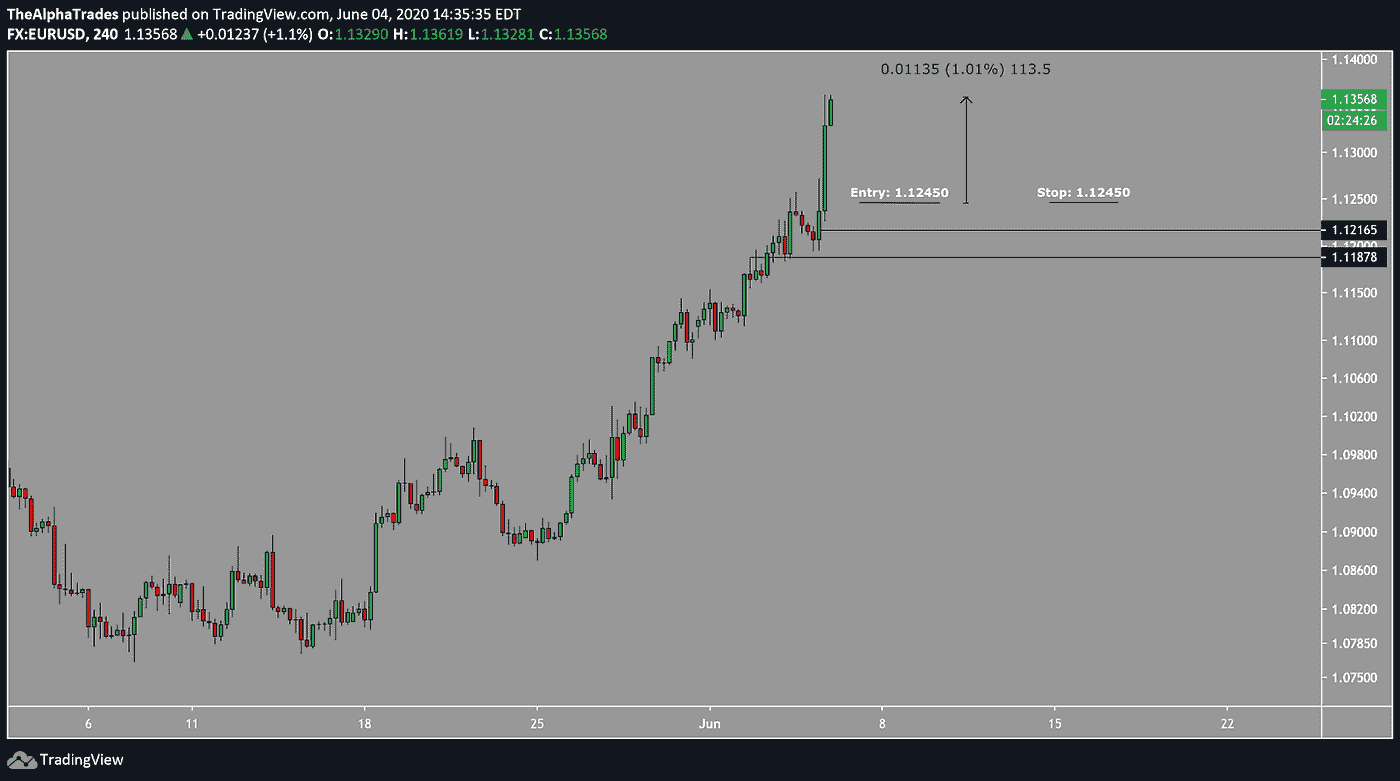 TheAlphaTrades published on TradingView.com, June 04, 2020 14:35:35 EDT
FX:EURUSD, 240 1.13568 ▲ +0.01237 (+1.1%) O:1.13290 H:1.13619 L:1.13281 C:1.13568
0.01135 (1.01%) 113.5
1.14000
1.13568
02:24:26
1.13000
Entry: 1.12450
Stop: 1.12450
1.12500
1.12165
1.12000
1.11878
1.11500
1.11000
1.10600
1.10200
1.09800
1.09400
1.09000
1.08600
1.08200
1.07850
1.07500
6 11 18 25 Jun 8 15 22
TradingView